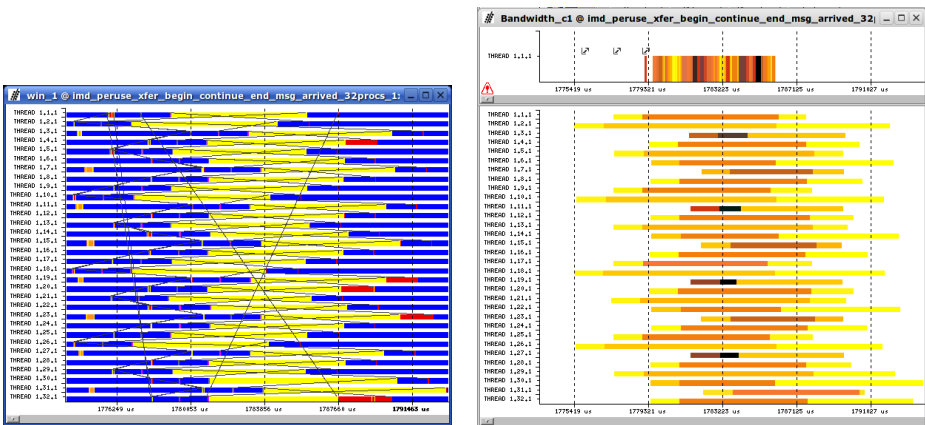 win_1 @ imd_peruse_xfer_begin_continue_end_msg_arrived_32procs_1:
THREAD 1.1.1
THREAD 1.2.1
THREAD 1.3.1
THREAD 1.4.1
THREAD 1.5.1
THREAD 1.6.1
THREAD 1.7.1
THREAD 1.8.1
THREAD 1.9.1
THREAD 1.10.1
THREAD 1.11.1
THREAD 1.12.1
THREAD 1.13.1
THREAD 1.14.1
THREAD 1.15.1
THREAD 1.16.1
THREAD 1.17.1
THREAD 1.18.1
THREAD 1.19.1
THREAD 1.20.1
THREAD 1.21.1
THREAD 1.22.1
THREAD 1.23.1
THREAD 1.24.1
THREAD 1.25.1
THREAD 1.26.1
THREAD 1.27.1
THREAD 1.28.1
THREAD 1.29.1
THREAD 1.30.1
THREAD 1.31.1
THREAD 1.32.1
1776249 us 1780053 us 1783856 us 1787660 us 1791463 us
Bandwidth_c1 @ imd_peruse_xfer_begin_continue_end_msg_arrived_32p
THREAD 1.1.1
1775419 us 1779321 us 1783223 us 1787125 us 1791027 us
THREAD 1.1.1
THREAD 1.2.1
THREAD 1.3.1
THREAD 1.4.1
THREAD 1.5.1
THREAD 1.6.1
THREAD 1.7.1
THREAD 1.8.1
THREAD 1.9.1
THREAD 1.10.1
THREAD 1.11.1
THREAD 1.12.1
THREAD 1.13.1
THREAD 1.14.1
THREAD 1.15.1
THREAD 1.16.1
THREAD 1.17.1
THREAD 1.18.1
THREAD 1.19.1
THREAD 1.20.1
THREAD 1.21.1
THREAD 1.22.1
THREAD 1.23.1
THREAD 1.24.1
THREAD 1.25.1
THREAD 1.26.1
THREAD 1.27.1
THREAD 1.28.1
THREAD 1.29.1
THREAD 1.30.1
THREAD 1.31.1
THREAD 1.32.1
1775419 us 1779321 us 1783223 us 1787125 us 1791027 us